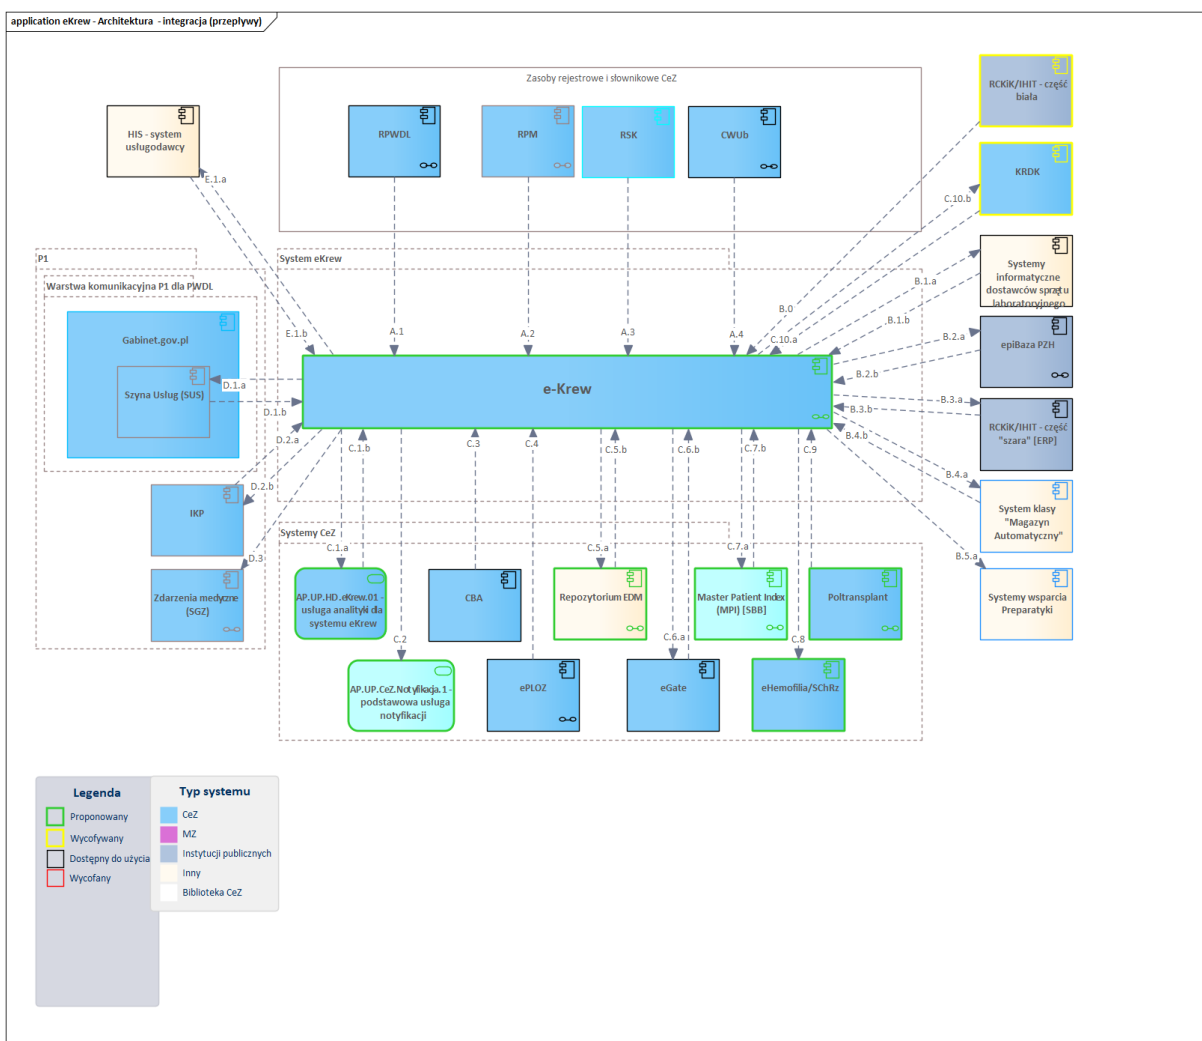 application eKrew - Architektura - integracja (przepływy)
Zasoby rejestrowe i słownikowe CeZ
RCKiK/IHIT - część
biała
HIS - system
usługodawcy
RPWDL
RPM
RSK
CWUb
KRDK
E.1.a
C.10.b
P1
System eKrew
Systemy
informatyczne
dostawców sprzętu
laboratoryjnego
Warstwa komunikacyjna P1 dla PWDL
B.1.a
B.0
B.1.b
Gabinet.gov.pl
E.1.b
A.1
A.2
A.3
A.4
C.10.a
B.2.a
epiBaza PZH
B.2.b
Szyna Usług (SUS)
D.1.a
e-Krew
D.1.b
B.3.a
B.3.b
RCKiK/IHIT - część
"szara" [ERP]
D.2.a
C.1.b
C.3
C.4
C.5.b
C.6.b
C.7.b
C.9
B.4.b
B.4.a
D.2.b
IKP
System klasy
"Magazyn
Automatyczny"
Systemy CeZ
C.1.a
C.5.a
C.7.a
B.5.a
D.3
Zdarzenia medyczne
(SGZ)
AP.UP.HD.eKrew.01 -
usługa analityki dla
systemu eKrew
CBA
Repozytorium EDM
Master Patient Index
(MPI) [SBB]
Poltransplant
Systemy wsparcia
Preparatyki
C.2
C.6.a
C.8
AP.UP.CeZ.Notyfikacja.1 -
podstawowa usługa
notyfikacji
ePLOZ
eGate
eHemofilia/SChRz
Legenda
Proponowany
Wycofywany
Dostępny do użycia
Wycofany
Typ systemu
CeZ
MZ
Instytucji publicznych
Inny
Biblioteka CeZ